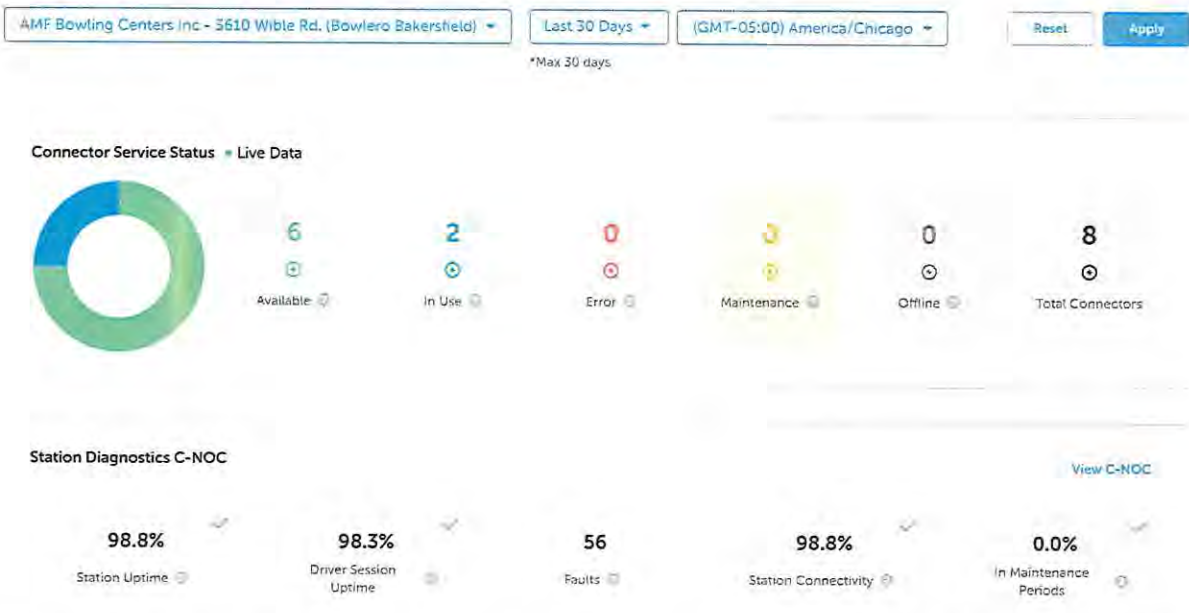 AMF Bowling Centers Inc - 5610 Wible Rd. (Bowlero Bakersfield) Last 30 Days (GMT-05:00) America/Chicago Reset Apply
*Max 30 days
Connector Service Status • Live Data
6 2 0 0 0 8
Available In Use Error Maintenance Offline Total Connectors
Station Diagnostics C-NOC
View C-NOC
98.8% 98.3% 56 98.8% 0.0%
Station Uptime Driver Session Uptime Faults Station Connectivity In Maintenance Periods